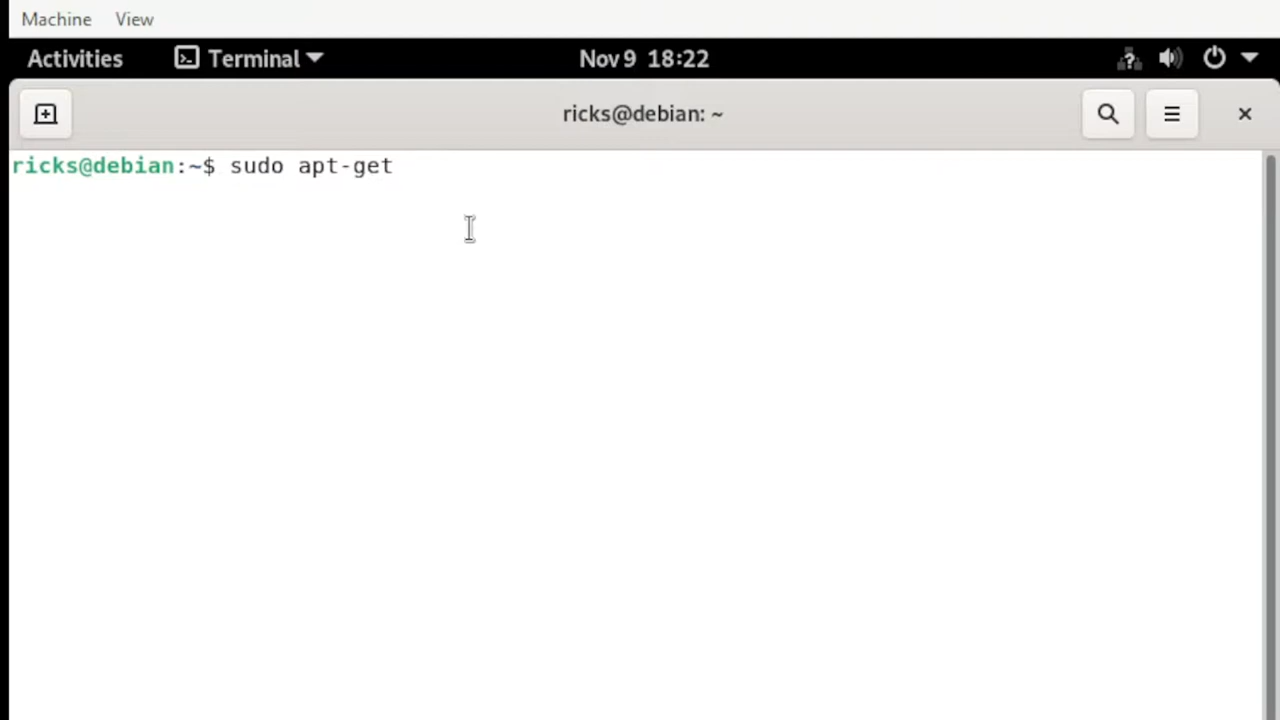 Machine View
Activities Terminal Nov 9 18:22
ricks@debian: ~
ricks@debian:~$ sudo apt-get